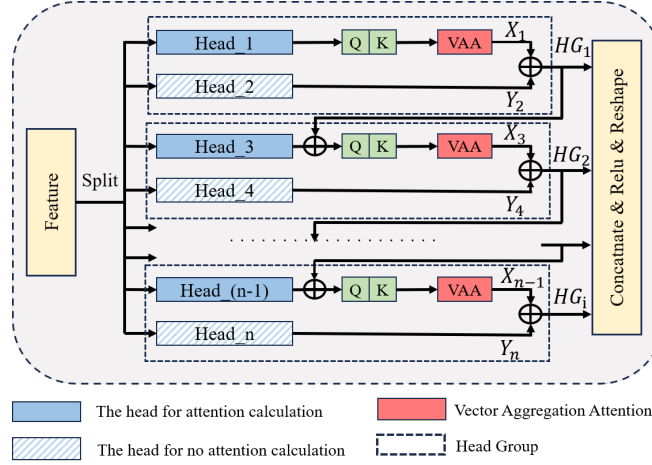 Head_1
Q K
VAA
X1
HG1
Head_2
Y2
Feature
Split
Head_3
Q K
VAA
X3
HG2
Head_4
Y4
Head_(n-1)
Q K
VAA
Xn−1
HGi
Head_n
Yn
Concatnate & Relu & Reshape
The head for attention calculation
Vector Aggregation Attention
The head for no attention calculation
Head Group